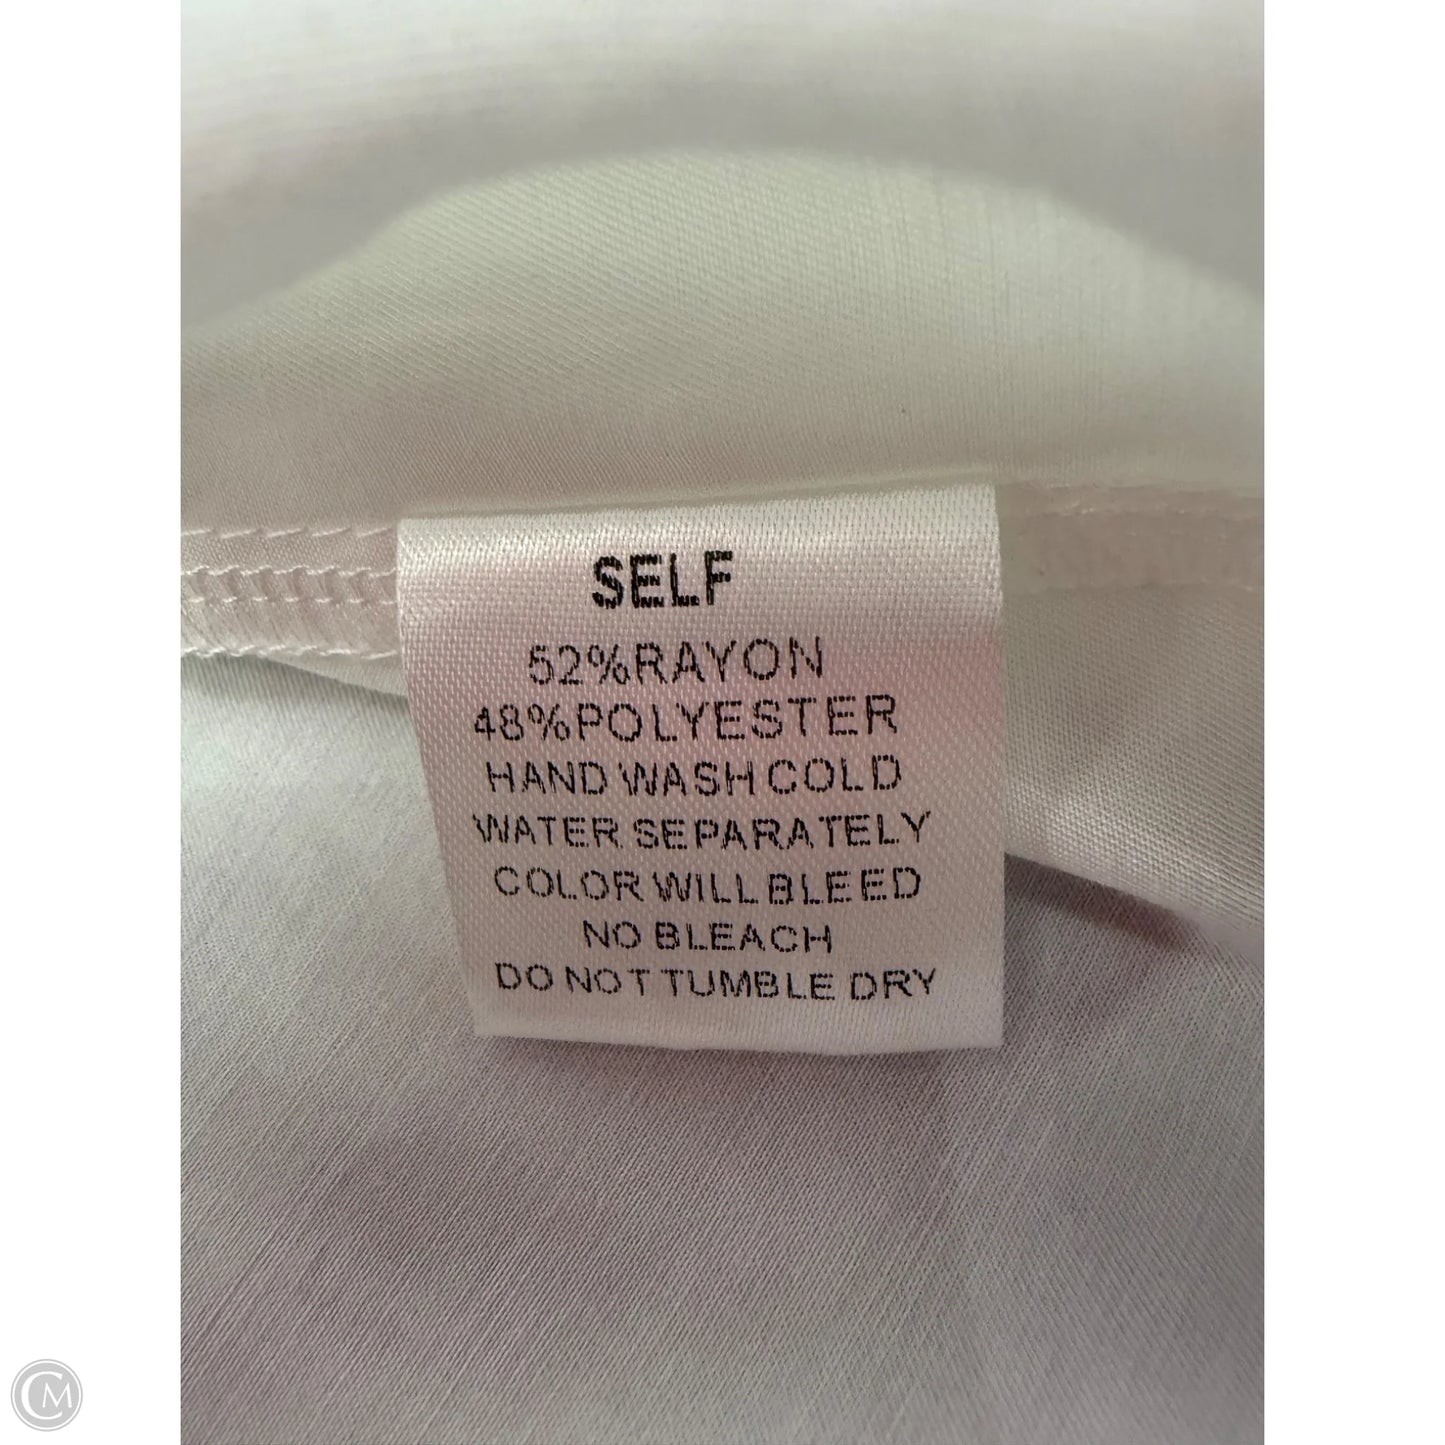 SELF
52%RAYON
48%POLYESTER
HAND WASH COLD
WATER SEPARATELY
COLOR WILL BLEED
NO BLEACH
DO NOT TUMBLE DRY
CM